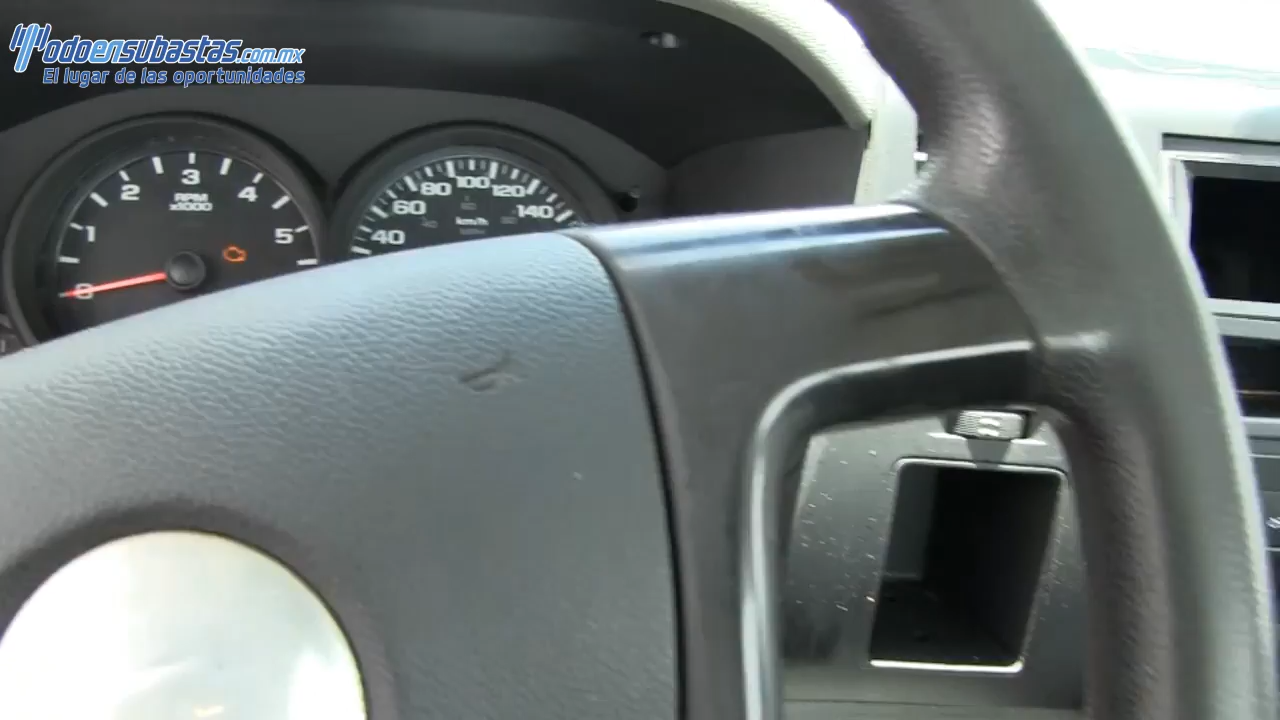 Todoensubastas.com.mx
El lugar de las oportunidades
0 1 2 3 4 5
RPM
x1000
40 60 80 100 120 140
km/h